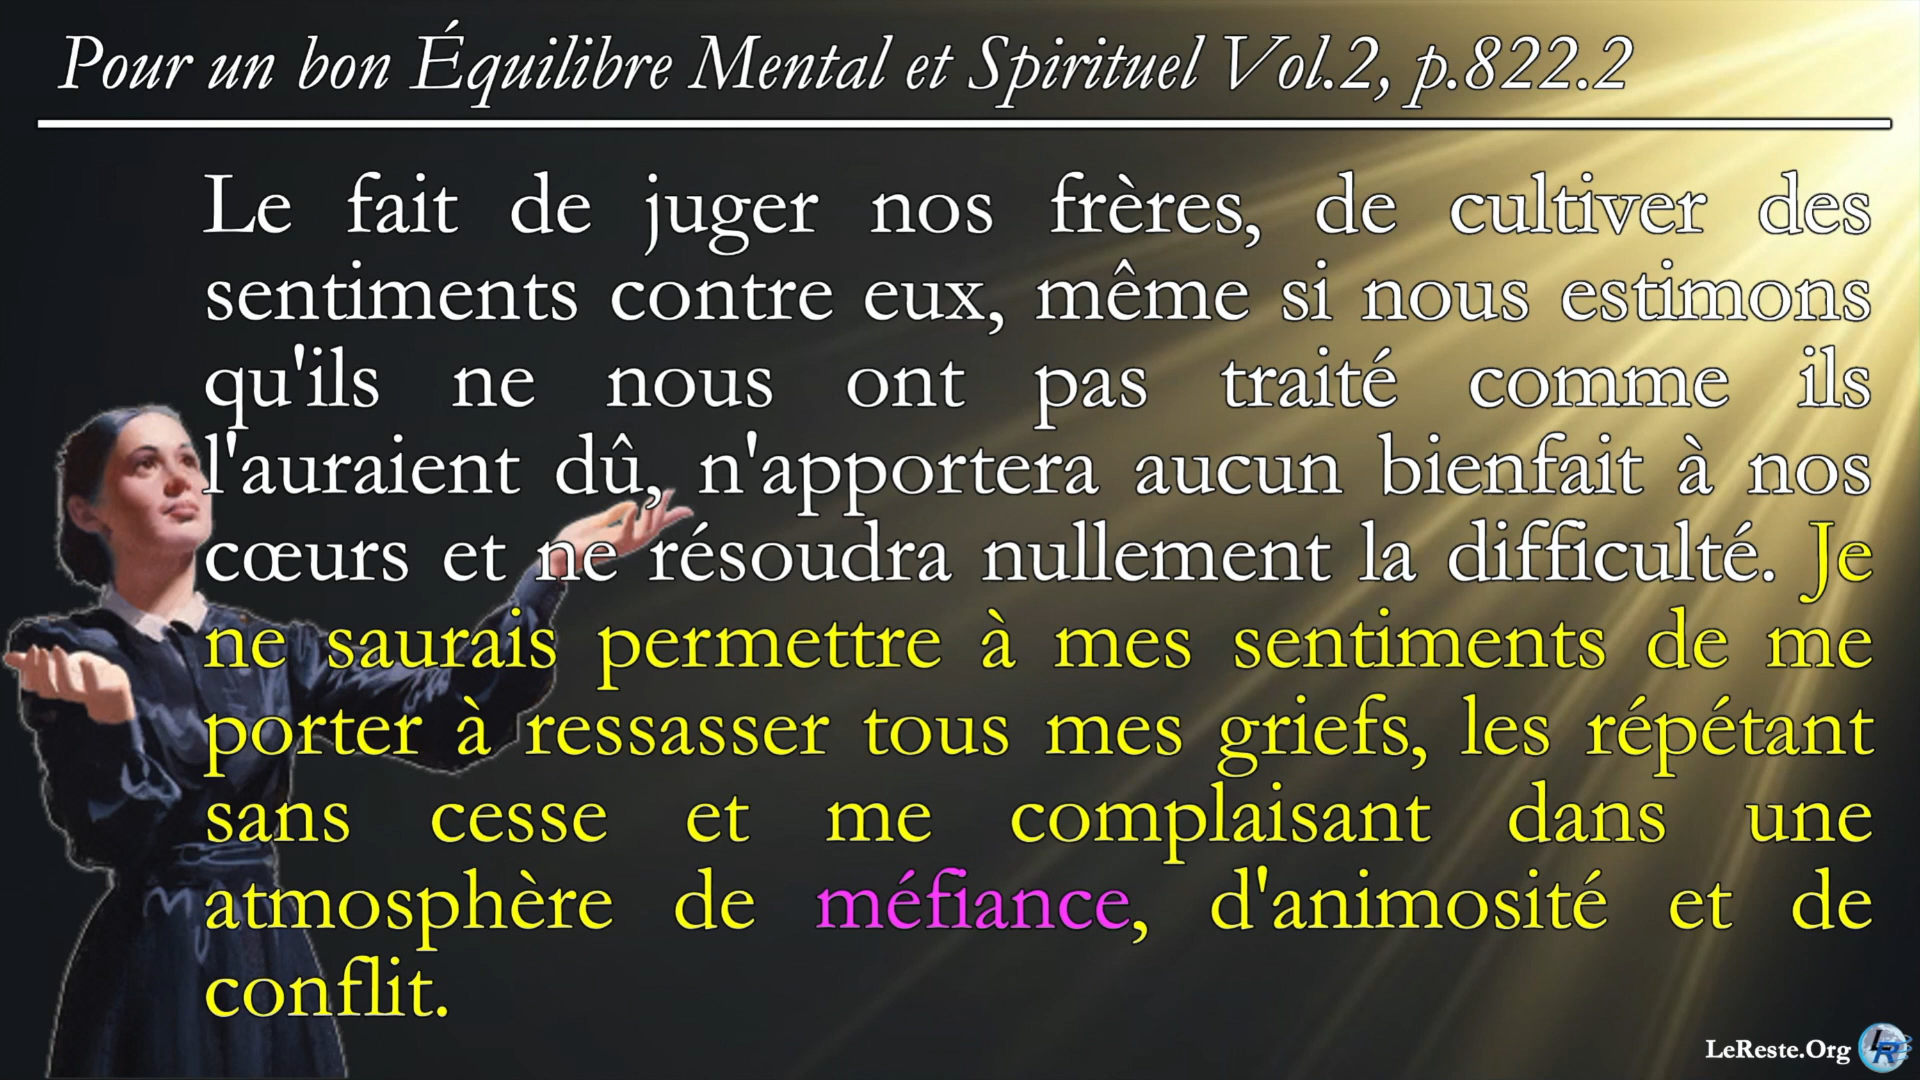 Pour un bon Équilibre Mental et Spirituel Vol.2, p.822.2
Le fait de juger nos frères, de cultiver des
sentiments contre eux, même si nous estimons
qu'ils ne nous ont pas traité comme ils
l'auraient dû, n'apportera aucun bienfait à nos
cœurs et ne résoudra nullement la difficulté. Je
ne saurais permettre à mes sentiments de me
porter à ressasser tous mes griefs, les répétant
sans cesse et me complaisant dans une
atmosphère de méfiance, d'animosité et de
conflit.
LeReste.Org LR